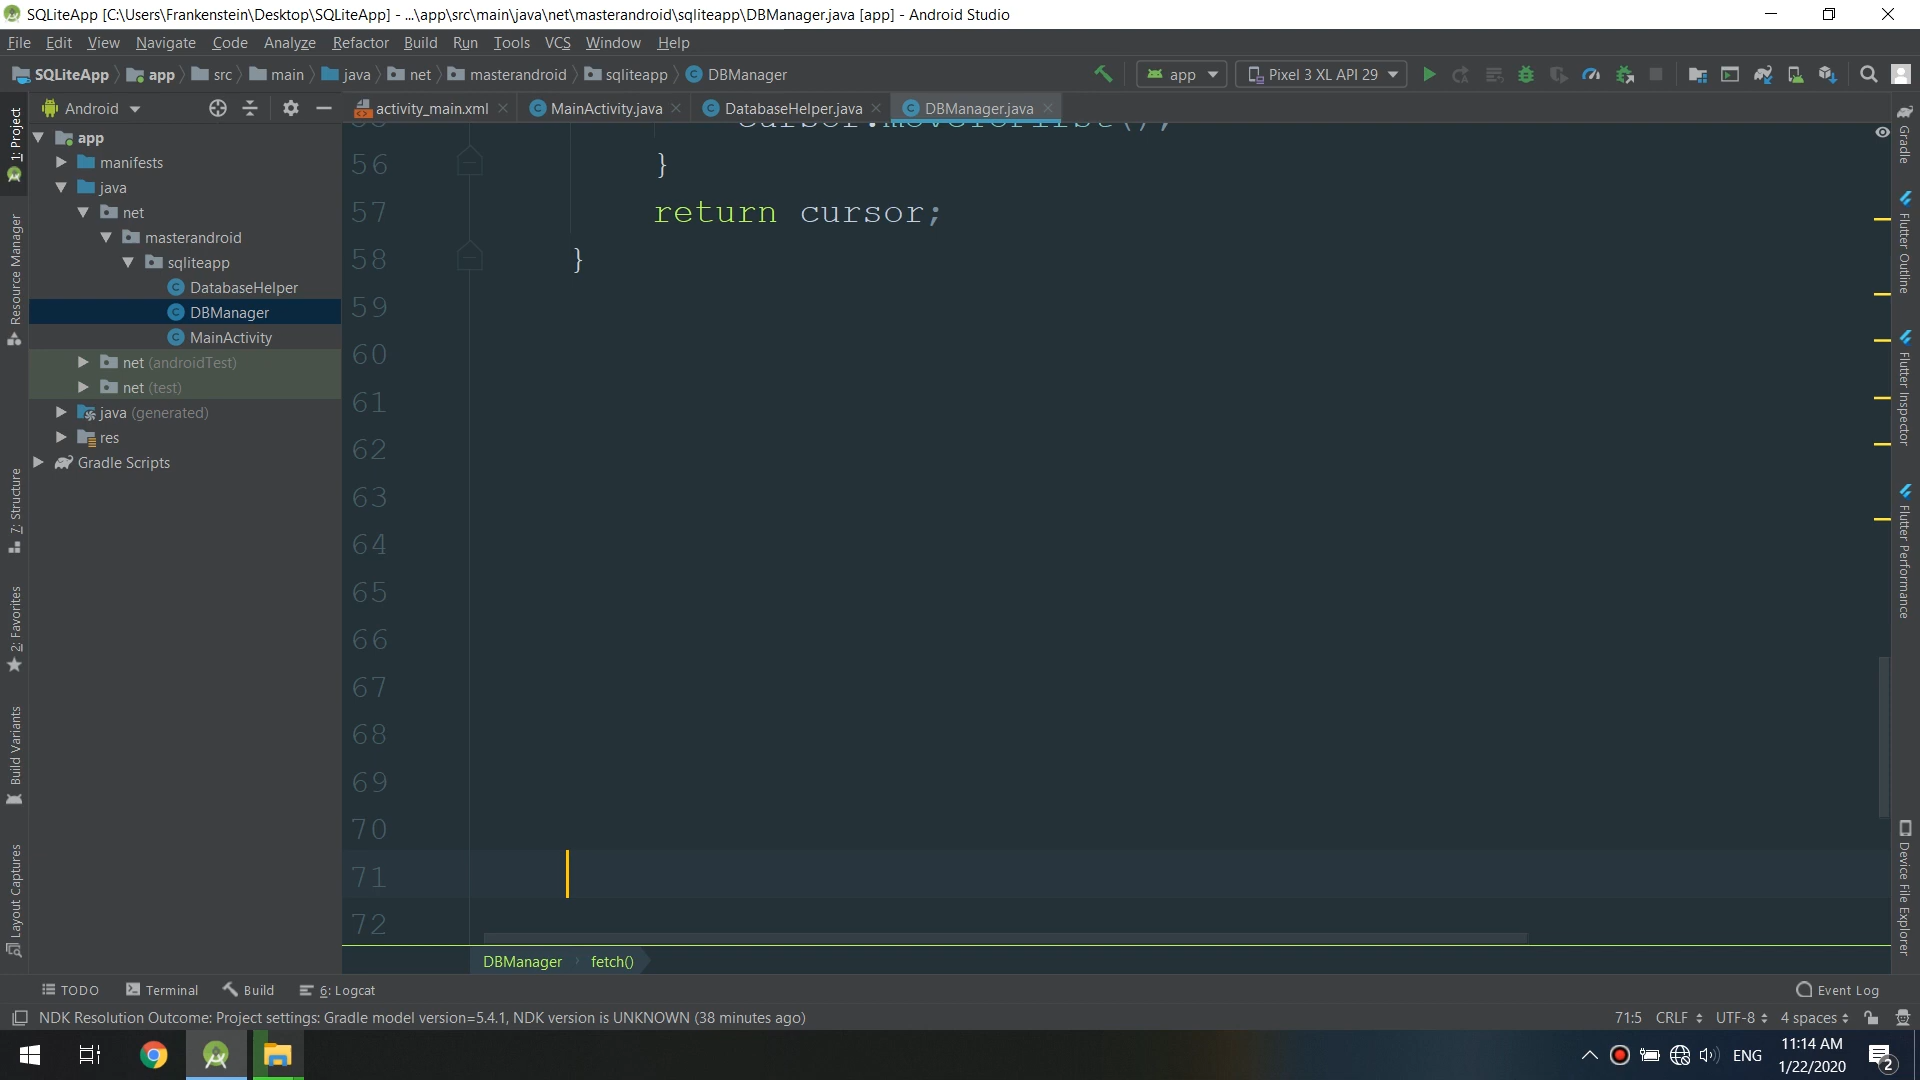 SQLiteApp [C:\Users\Frankenstein\Desktop\SQLiteApp] - ...\app\src\main\java\net\masterandroid\sqliteapp\DBManager.java [app] - Android Studio
File Edit View Navigate Code Analyze Refactor Build Run Tools VCS Window Help
SQLiteApp app src main java net masterandroid sqliteapp DBManager
app Pixel 3 XL API 29
Android
activity_main.xml MainActivity.java DatabaseHelper.java DBManager.java
app
manifests
java
net
masterandroid
sqliteapp
DatabaseHelper
DBManager
MainActivity
net (androidTest)
net (test)
java (generated)
res
Gradle Scripts
1: Project
Resource Manager
7: Structure
2: Favorites
Build Variants
Layout Captures
56 }
57 return cursor;
58 }
59
60
61
62
63
64
65
66
67
68
69
70
71
72
DBManager fetch()
Gradle
Flutter Outline
Flutter Inspector
Flutter Performance
Device File Explorer
TODO Terminal Build 6: Logcat Event Log
NDK Resolution Outcome: Project settings: Gradle model version=5.4.1, NDK version is UNKNOWN (38 minutes ago)
71:5 CRLF UTF-8 4 spaces
ENG
11:14 AM
1/22/2020
2